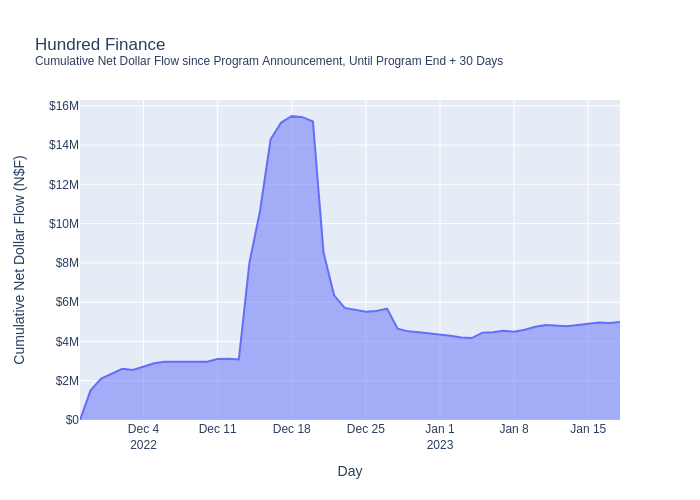 Hundred Finance
Cumulative Net Dollar Flow since Program Announcement, Until Program End + 30 Days
Cumulative Net Dollar Flow (N$F)
$16M
$14M
$12M
$10M
$8M
$6M
$4M
$2M
$0
Dec 4 Dec 11 Dec 18 Dec 25 Jan 1 Jan 8 Jan 15
2022 2023
Day